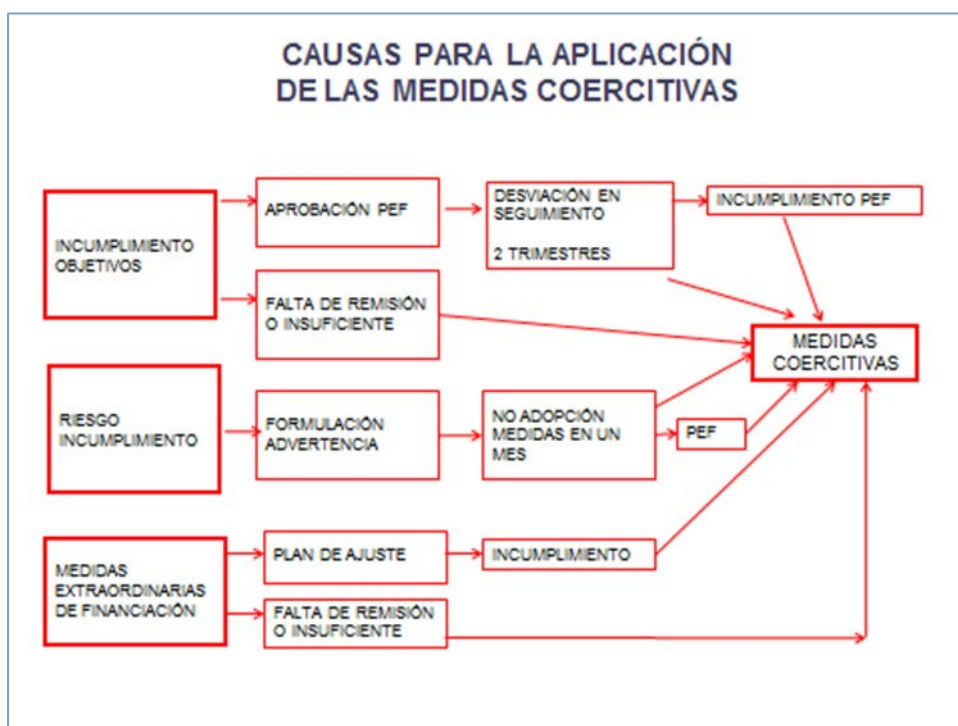 CAUSAS PARA LA APLICACIÓN
DE LAS MEDIDAS COERCITIVAS
INCUMPLIMIENTO
OBJETIVOS
APROBACIÓN PEF
DESVIACIÓN EN
SEGUIMIENTO
2 TRIMESTRES
INCUMPLIMIENTO PEF
FALTA DE REMISIÓN
O INSUFICIENTE
MEDIDAS
COERCITIVAS
RIESGO
INCUMPLIMIENTO
FORMULACIÓN
ADVERTENCIA
NO ADOPCIÓN
MEDIDAS EN UN
MES
PEF
MEDIDAS
EXTRAORDINARIAS
DE FINANCIACIÓN
PLAN DE AJUSTE
INCUMPLIMIENTO
FALTA DE REMISIÓN
O INSUFICIENTE